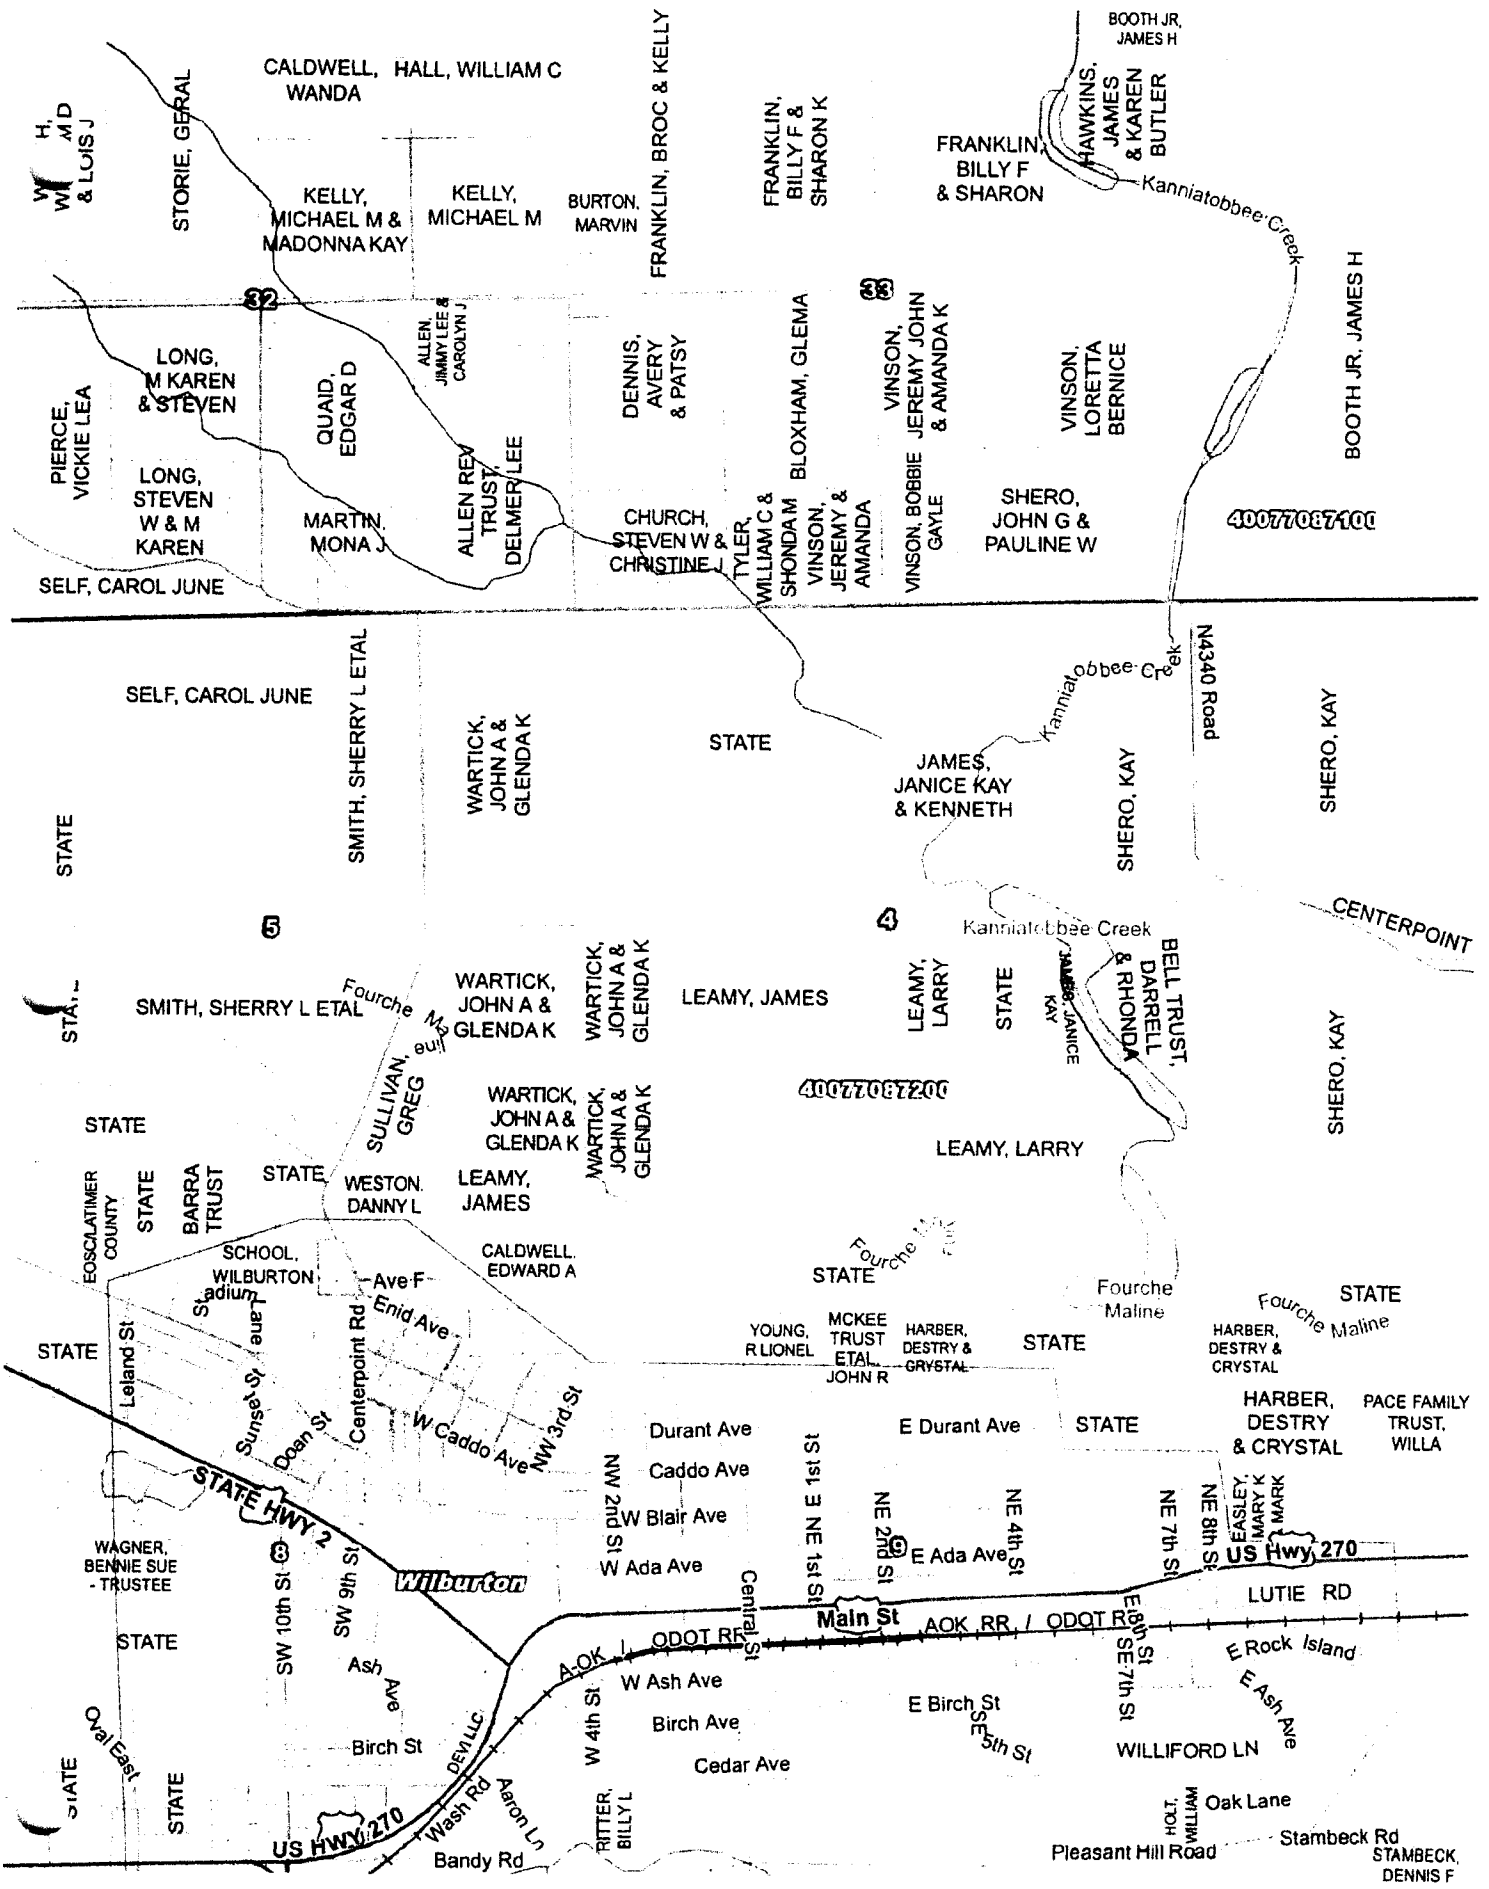 BOOTH JR,
JAMES H
CALDWELL,
WANDA
HALL, WILLIAM C
STORIE, GERAL
& LOIS J
KELLY,
MICHAEL M &
MADONNA KAY
KELLY,
MICHAEL M
BURTON,
MARVIN
FRANKLIN, BROC & KELLY
FRANKLIN,
BILLY F &
SHARON K
FRANKLIN,
BILLY F
& SHARON
HAWKINS,
JAMES
& KAREN
BUTLER
Kanniatobbee Creek
32
33
LONG,
M KAREN
& STEVEN
PIERCE,
VICKIE LEA
QUAID,
EDGAR D
ALLEN,
JIMMY LEE &
CAROLYN J
DENNIS,
AVERY
& PATSY
BLOXHAM, GLEMA
VINSON,
JEREMY JOHN
& AMANDA K
VINSON,
LORETTA
BERNICE
BOOTH JR, JAMES H
LONG,
STEVEN
W & M
KAREN
MARTIN,
MONA J
ALLEN REV
TRUST,
DELMER LEE
CHURCH,
STEVEN W &
CHRISTINE J
TYLER,
WILLIAM C &
SHONDA M
VINSON,
JEREMY &
AMANDA
VINSON, BOBBIE
GAYLE
SHERO,
JOHN G &
PAULINE W
40077087100
SELF, CAROL JUNE
SELF, CAROL JUNE
SMITH, SHERRY L ETAL
WARTICK,
JOHN A &
GLENDA K
STATE
Kanniatobbee Creek
N4340 Road
JAMES,
JANICE KAY
& KENNETH
SHERO, KAY
SHERO, KAY
STATE
5
4
Kanniatobbee Creek
CENTERPOINT
SMITH, SHERRY L ETAL
Fourche Maline
WARTICK,
JOHN A &
GLENDA K
WARTICK,
JOHN A &
GLENDA K
LEAMY, JAMES
LEAMY,
LARRY
STATE
JAMES, JANICE
KAY
BELL TRUST,
DARRELL
& RHONDA
SHERO, KAY
SULLIVAN,
GREG
WARTICK,
JOHN A &
GLENDA K
WARTICK,
JOHN A &
GLENDA K
40077087200
STATE
LEAMY, LARRY
EOSC/LATIMER
COUNTY
STATE
BARRA
TRUST
STATE
WESTON,
DANNY L
LEAMY,
JAMES
SCHOOL,
WILBURTON
CALDWELL,
EDWARD A
Fourche Maline
STATE
Fourche
Maline
Fourche Maline
STATE
Stadium Lane
Ave F
Enid Ave
STATE
Leland St
Centerpoint Rd
YOUNG,
R LIONEL
MCKEE
TRUST
ETAL,
JOHN R
HARBER,
DESTRY &
CRYSTAL
STATE
HARBER,
DESTRY &
CRYSTAL
Sunset St
Doan St
W Caddo Ave
NW 3rd St
Durant Ave
E Durant Ave
STATE
HARBER,
DESTRY
& CRYSTAL
PACE FAMILY
TRUST,
WILLA
STATE HWY 2
NW 2nd St
Caddo Ave
W Blair Ave
W Ada Ave
E 1st St
NE 1st St
NE 2nd St
9
E Ada Ave
NE 4th St
NE 7th St
NE 8th St
EASLEY,
MARY K
& MARK
US Hwy 270
WAGNER,
BENNIE SUE
- TRUSTEE
8
SW 10th St
SW 9th St
Wilburton
Central St
Main St
LUTIE RD
STATE
A-OK / ODOT RR
AOK RR / ODOT R
E 8th St
SE 7th St
E Rock Island
Ash Ave
W Ash Ave
E Ash Ave
W 4th St
Birch Ave
E Birch St
SE 5th St
Oval East
Birch St
DEVI LLC
Cedar Ave
WILLIFORD LN
STATE
STATE
US HWY 270
Wash Rd
Aaron Ln
Bandy Rd
RITTER,
BILLY L
HOLT,
WILLIAM
Oak Lane
Pleasant Hill Road
Stambeck Rd
STAMBECK,
DENNIS F